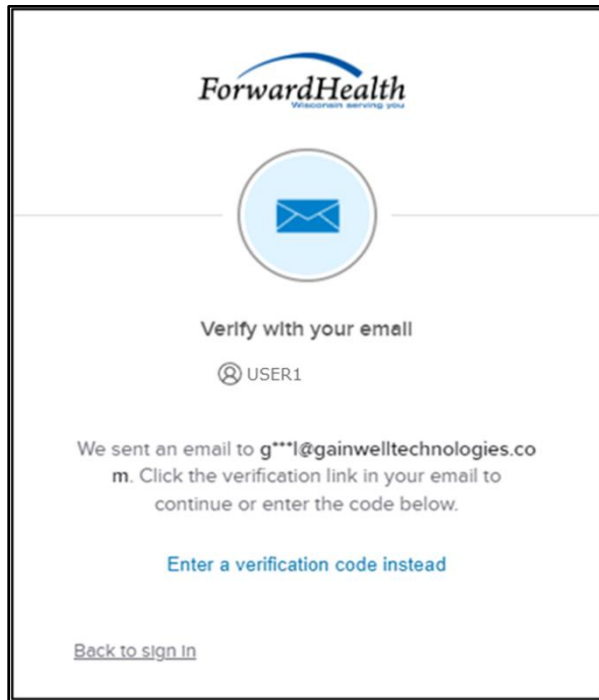 ForwardHealth
Wisconsin serving you
Verify with your email
USER1
We sent an email to g***l@gainwelltechnologies.co
m. Click the verification link in your email to
continue or enter the code below.
Enter a verification code instead
Back to sign in